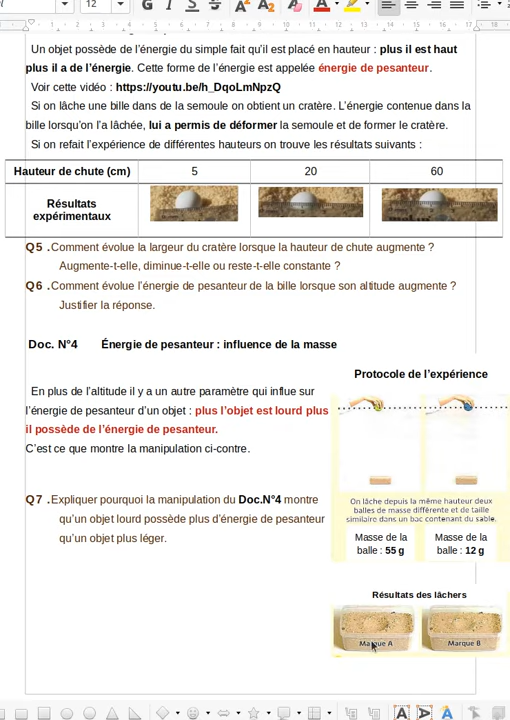 12
G I S S A A A A
18
Un objet possède de l'énergie du simple fait qu'il est placé en hauteur : plus il est haut
plus il a de l'énergie. Cette forme de l'énergie est appelée énergie de pesanteur.
Voir cette vidéo : https://youtu.be/h_DqoLmNpzQ
Si on lâche une bille dans de la semoule on obtient un cratère. L'énergie contenue dans la
bille lorsqu'on l'a lâchée, lui a permis de déformer la semoule et de former le cratère.
Si on refait l'expérience de différentes hauteurs on trouve les résultats suivants :
Hauteur de chute (cm) 5 20 60
Résultats
expérimentaux
Q5 . Comment évolue la largeur du cratère lorsque la hauteur de chute augmente ?
Augmente-t-elle, diminue-t-elle ou reste-t-elle constante ?
Q6 . Comment évolue l'énergie de pesanteur de la bille lorsque son altitude augmente ?
Justifier la réponse.
Doc. N°4 Énergie de pesanteur : influence de la masse
Protocole de l'expérience
En plus de l'altitude il y a un autre paramètre qui influe sur
l'énergie de pesanteur d'un objet : plus l'objet est lourd plus
il possède de l'énergie de pesanteur.
C'est ce que montre la manipulation ci-contre.
On lâche depuis la même hauteur deux
balles de masse différente et de taille
similaire dans un bac contenant du sable.
Q7 . Expliquer pourquoi la manipulation du Doc.N°4 montre
qu'un objet lourd possède plus d'énergie de pesanteur
qu'un objet plus léger.
Masse de la
balle : 55 g
Masse de la
balle : 12 g
Résultats des lâchers
Marque A
Marque B